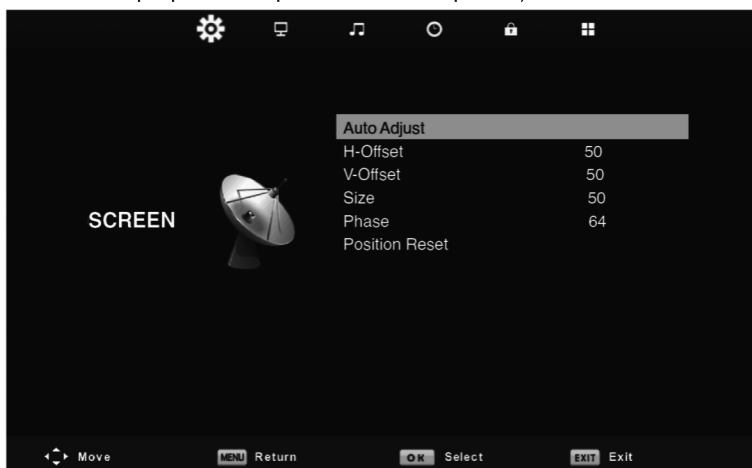 Auto Adjust
H-Offset 50
V-Offset 50
Size 50
SCREEN
Phase 64
Position Reset
Move MENU Return OK Select EXIT Exit